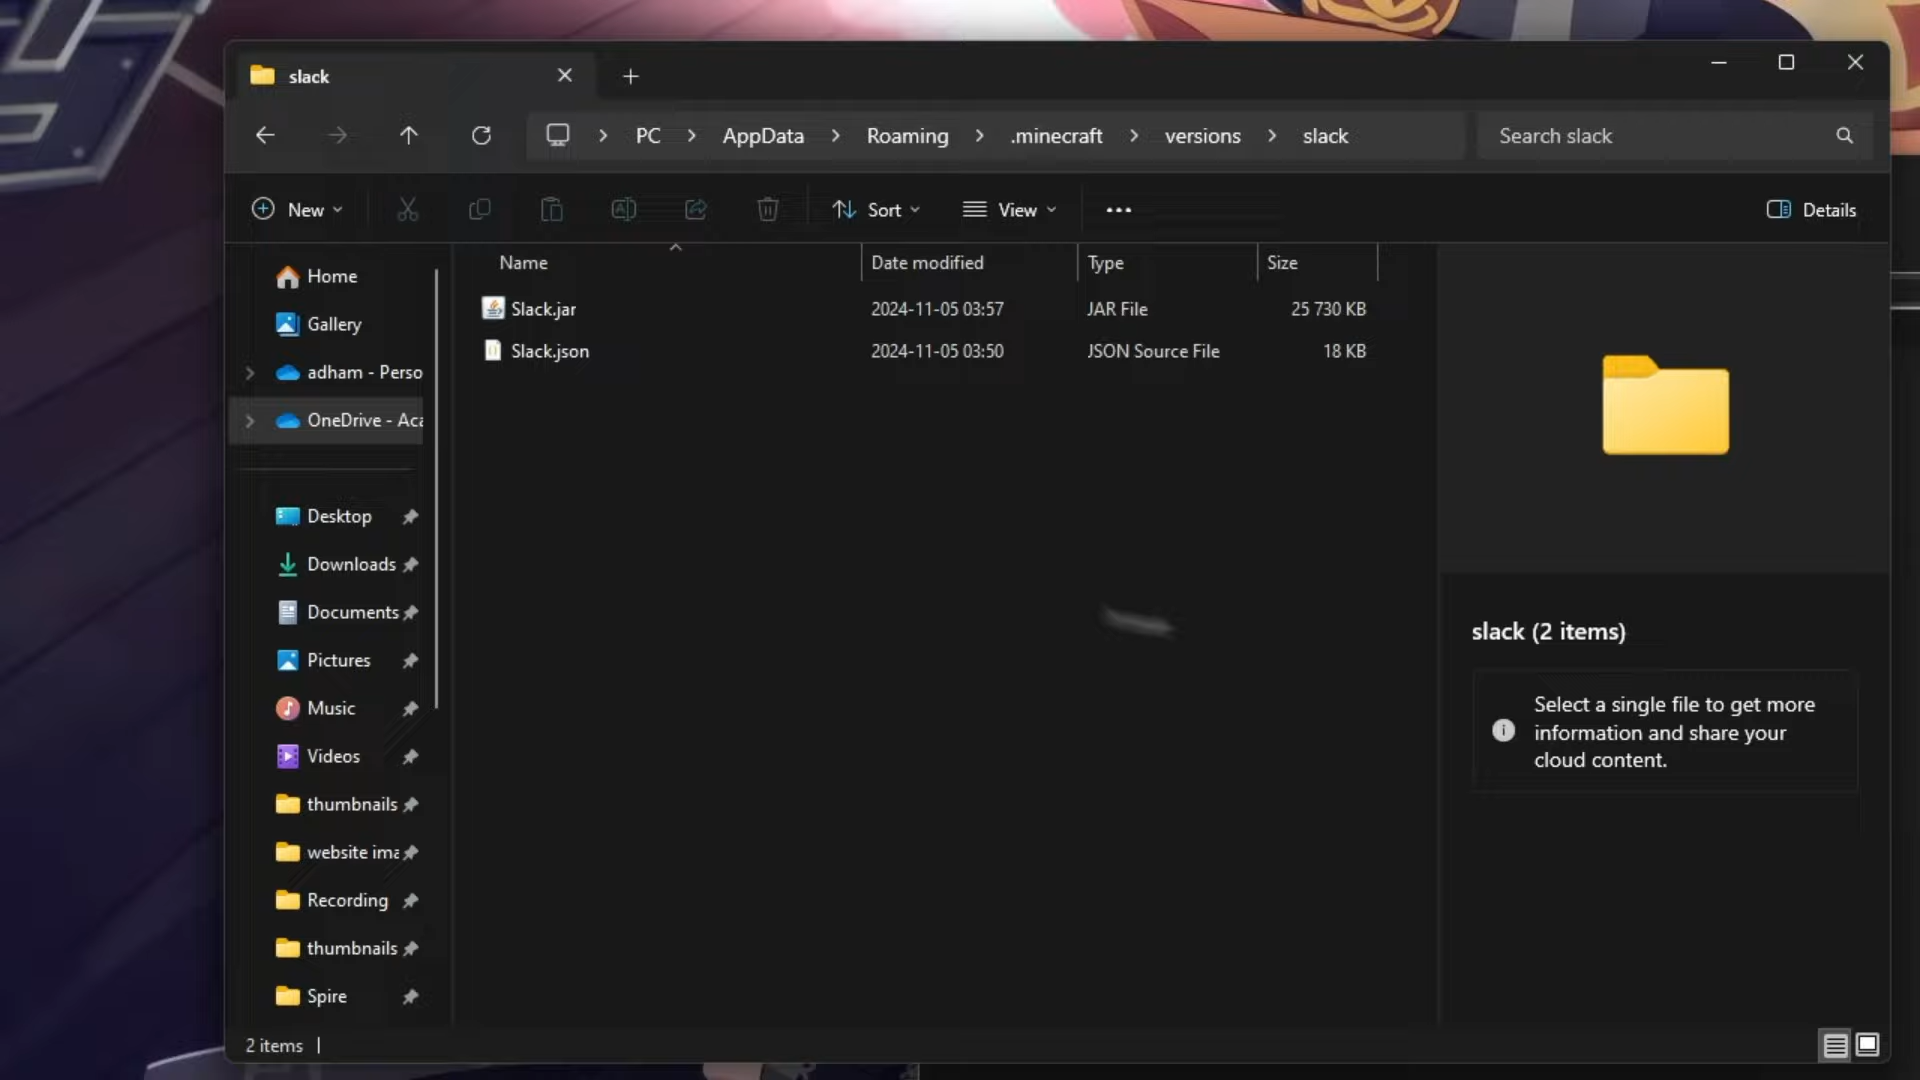 slack
PC > AppData > Roaming > .minecraft > versions > slack
Search slack
New
Sort
View
Details
Name Date modified Type Size
Slack.jar 2024-11-05 03:57 JAR File 25 730 KB
Slack.json 2024-11-05 03:50 JSON Source File 18 KB
Home
Gallery
adham - Perso
OneDrive - Aca
Desktop
Downloads
Documents
Pictures
Music
Videos
thumbnails
website ima
Recording
thumbnails
Spire
slack (2 items)
Select a single file to get more
information and share your
cloud content.
2 items